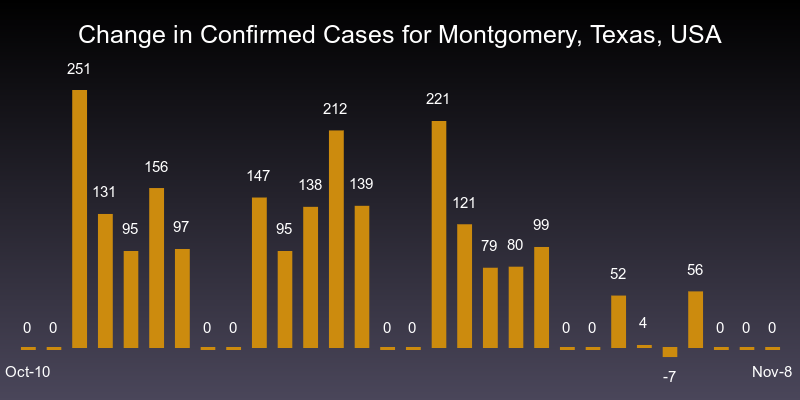 Change in Confirmed Cases for Montgomery, Texas, USA
0 0 251 131 95 156 97 0 0 147 95 138 212 139 0 0 221 121 79 80 99 0 0 52 4 -7 56 0 0 0
Oct-10 Nov-8